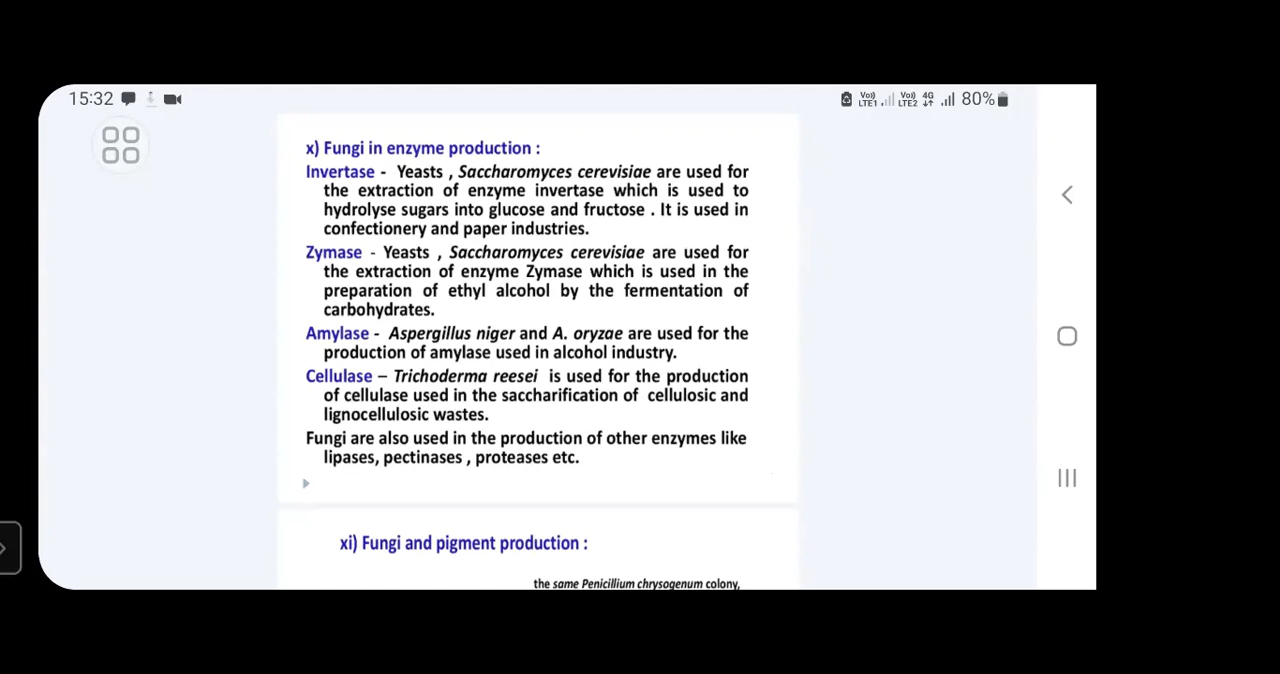 15:32
Vo)) LTE1 Vo)) LTE2 4G 80%
x) Fungi in enzyme production :
Invertase - Yeasts , Saccharomyces cerevisiae are used for
the extraction of enzyme invertase which is used to
hydrolyse sugars into glucose and fructose . It is used in
confectionery and paper industries.
Zymase - Yeasts , Saccharomyces cerevisiae are used for
the extraction of enzyme Zymase which is used in the
preparation of ethyl alcohol by the fermentation of
carbohydrates.
Amylase - Aspergillus niger and A. oryzae are used for the
production of amylase used in alcohol industry.
Cellulase – Trichoderma reesei is used for the production
of cellulase used in the saccharification of cellulosic and
lignocellulosic wastes.
Fungi are also used in the production of other enzymes like
lipases, pectinases , proteases etc.
xi) Fungi and pigment production :
the same Penicillium chrysogenum colony,